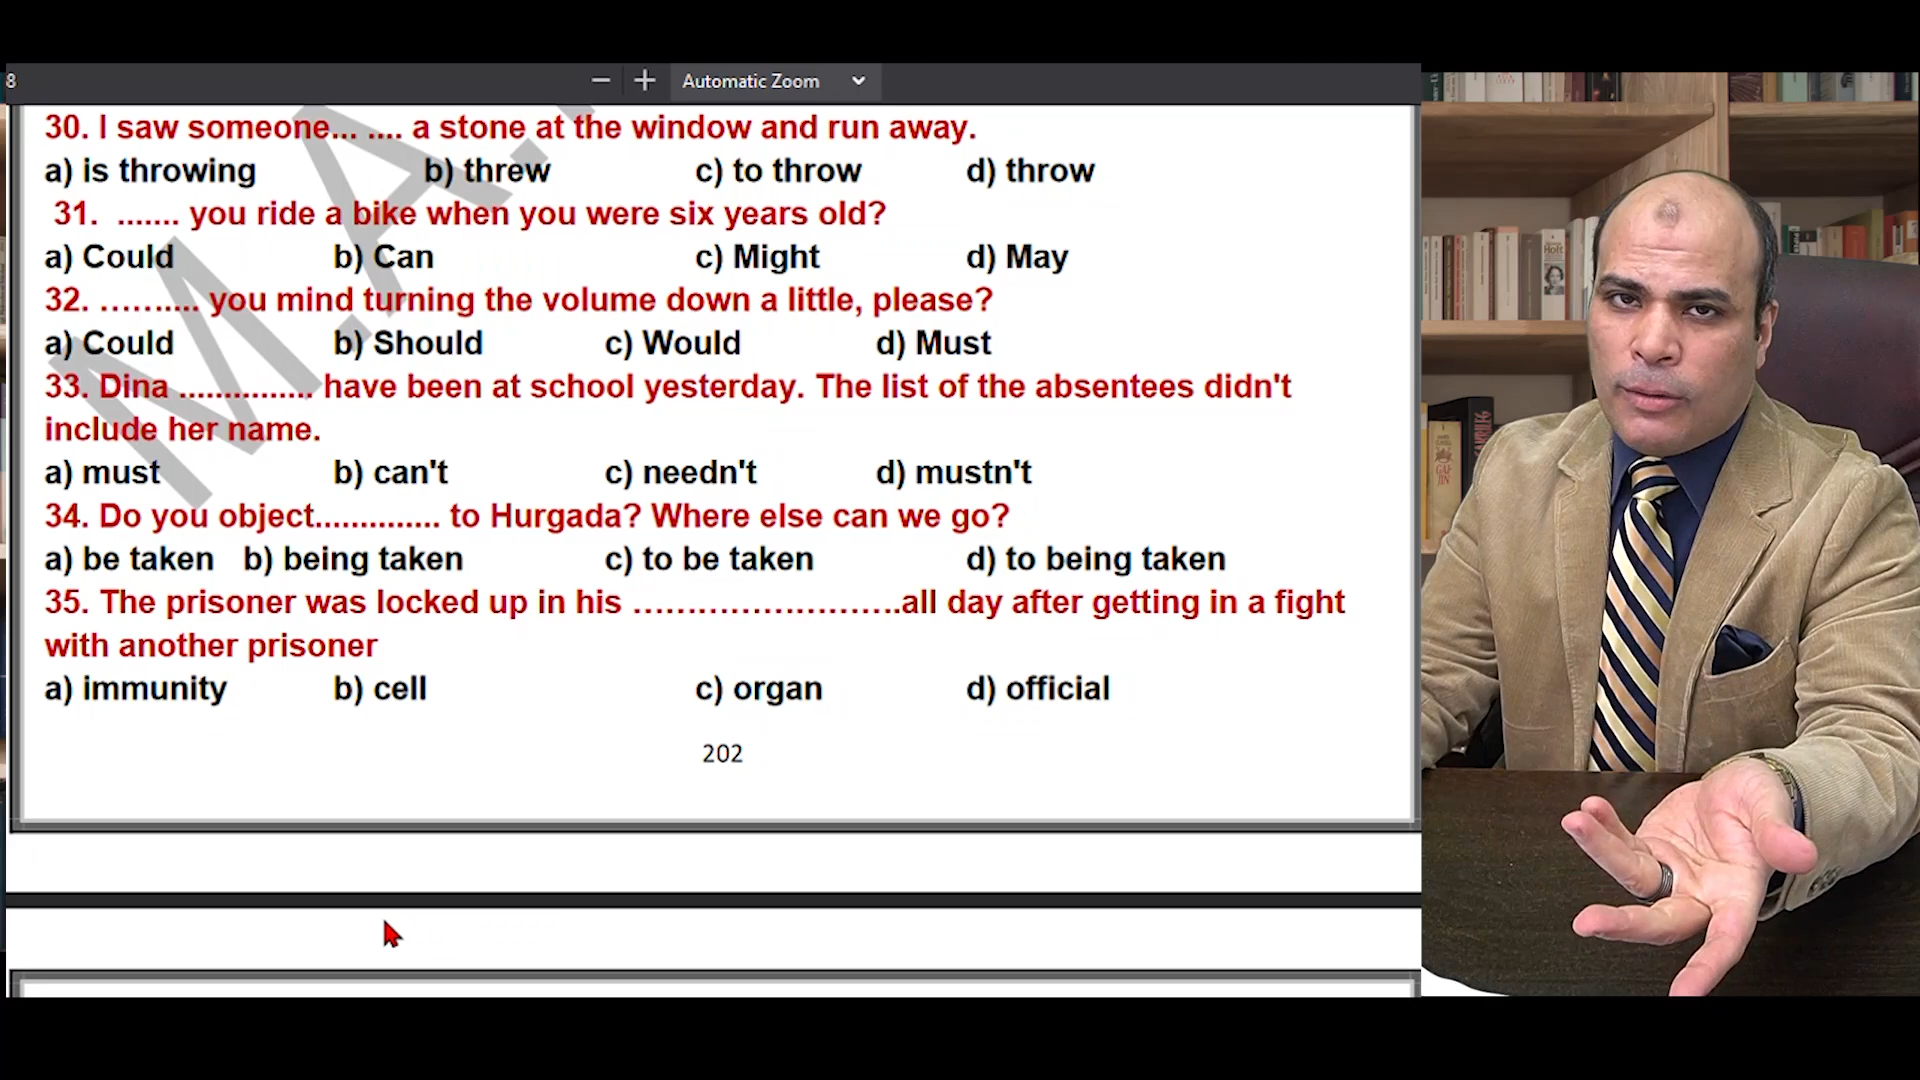 8
Automatic Zoom
30. I saw someone... .... a stone at the window and run away.
a) is throwing b) threw c) to throw d) throw
31. ....... you ride a bike when you were six years old?
a) Could b) Can c) Might d) May
32. ……..... you mind turning the volume down a little, please?
a) Could b) Should c) Would d) Must
33. Dina ............... have been at school yesterday. The list of the absentees didn't
include her name.
a) must b) can't c) needn't d) mustn't
34. Do you object.............. to Hurgada? Where else can we go?
a) be taken b) being taken c) to be taken d) to being taken
35. The prisoner was locked up in his …………………….all day after getting in a fight
with another prisoner
a) immunity b) cell c) organ d) official
202